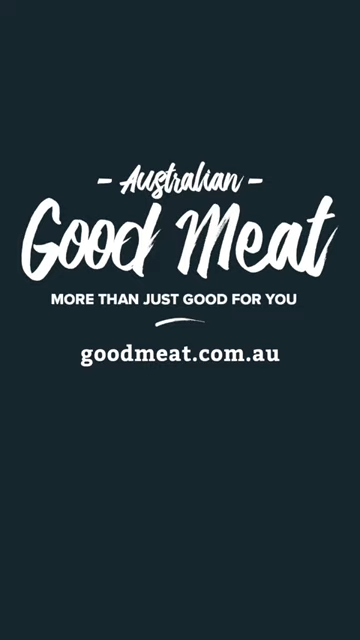 - Australian -
Good Meat
MORE THAN JUST GOOD FOR YOU
goodmeat.com.au